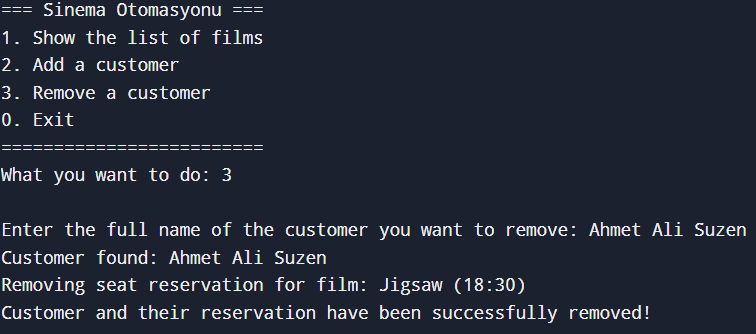 === Sinema Otomasyonu ===
1. Show the list of films
2. Add a customer
3. Remove a customer
0. Exit
=========================
What you want to do: 3
Enter the full name of the customer you want to remove: Ahmet Ali Suzen
Customer found: Ahmet Ali Suzen
Removing seat reservation for film: Jigsaw (18:30)
Customer and their reservation have been successfully removed!